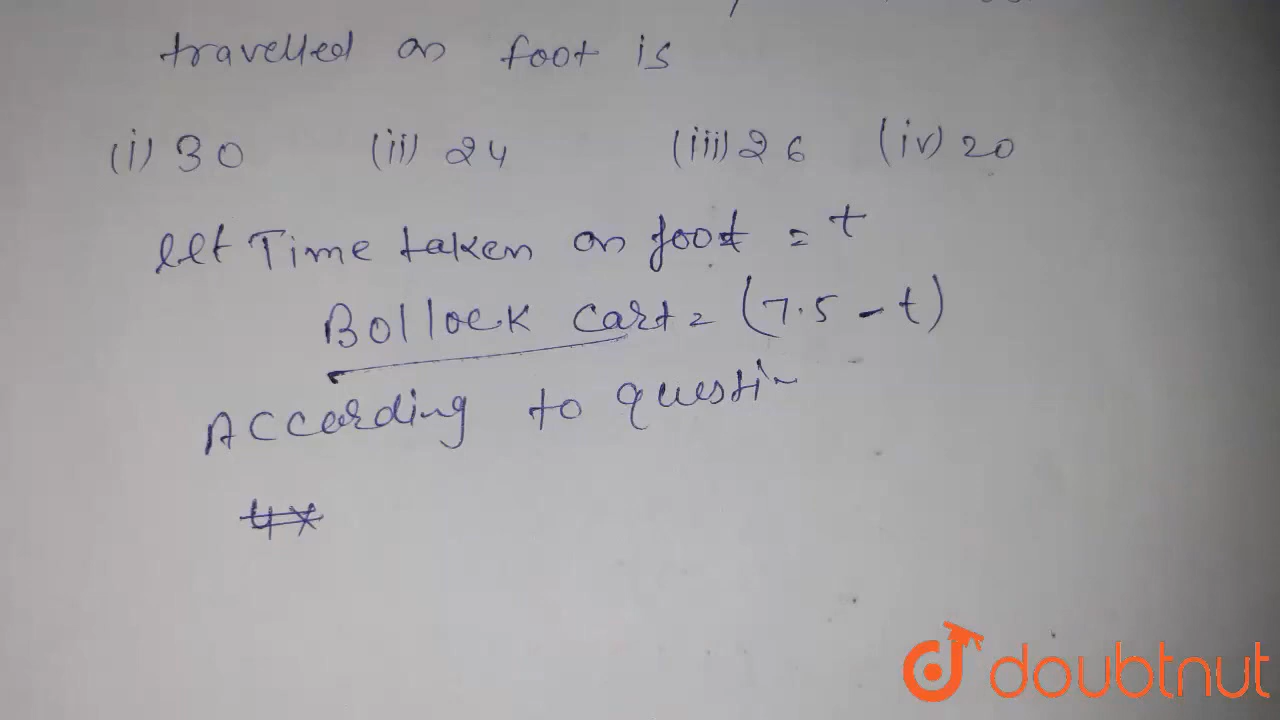 travelled on foot is
(i) 30 (ii) 24 (iii) 26 (iv) 20
let Time taken on foot = t
Bollock cart = (7.5 - t)
According to question
4x
doubtnut